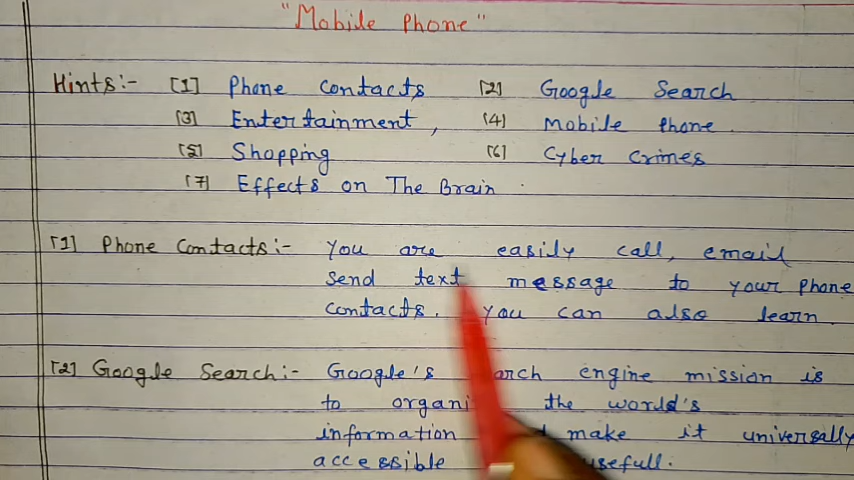 "Mobile Phone"
Hints:- [1] Phone Contacts [2] Google Search
[3] Entertainment, [4] Mobile Phone.
[5] Shopping [6] Cyber Crimes
[7] Effects on The Brain.
[1] Phone Contacts:- You are easily call, email
send text message to your phone
contacts. You can also learn.
[2] Google Search:- Google's engine mission is
to the world's
information make it universally
accessible usefull.